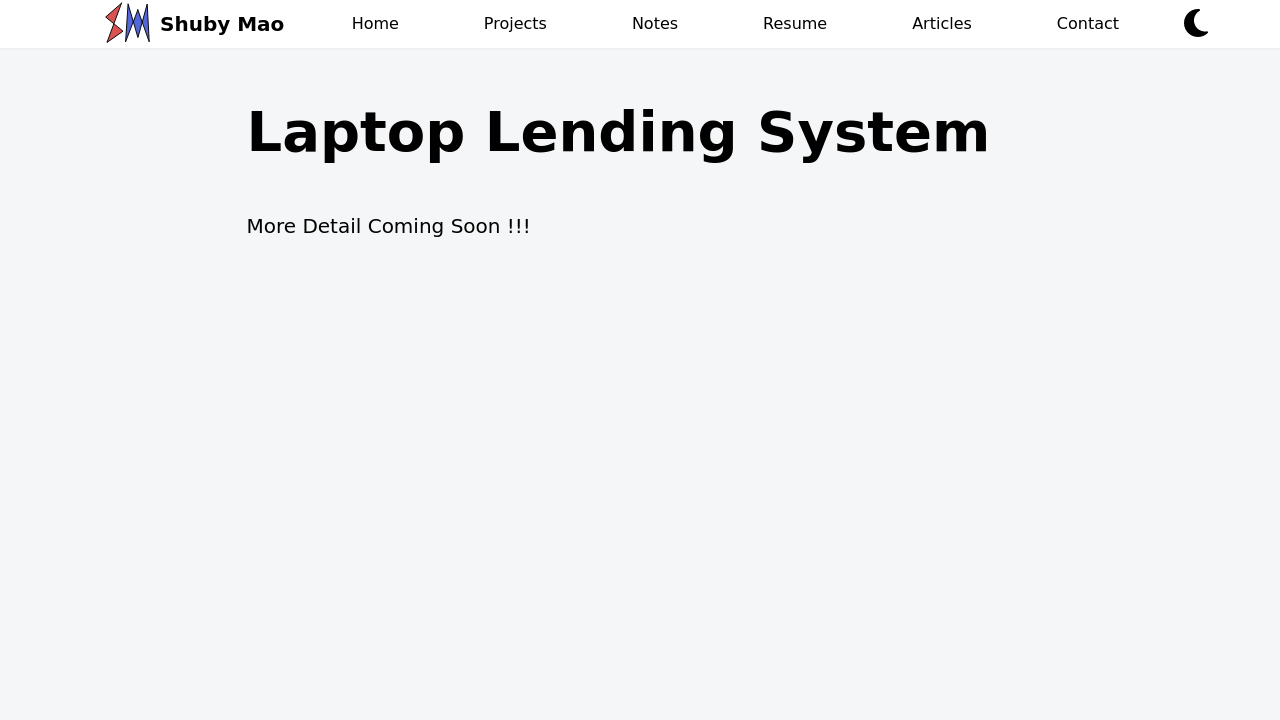 Shuby Mao Home Projects Notes Resume Articles Contact
Laptop Lending System
More Detail Coming Soon !!!